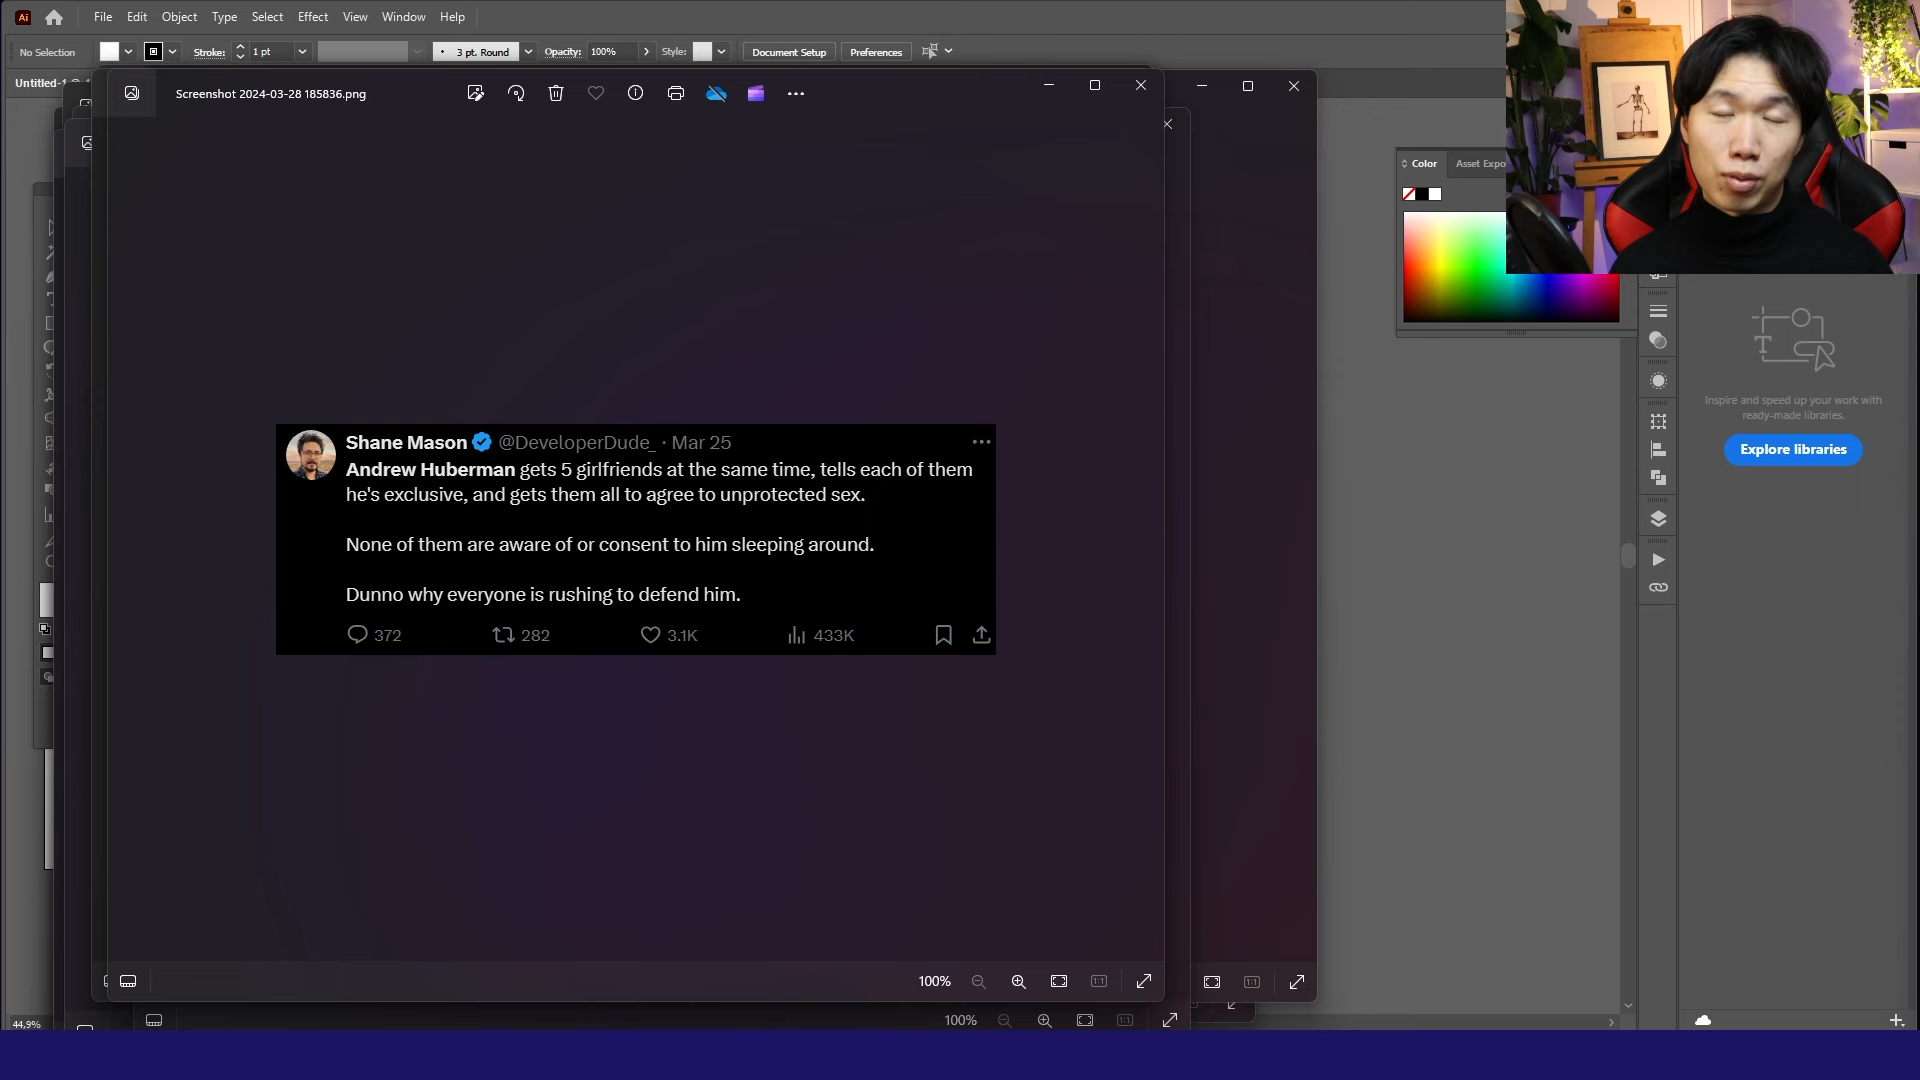 Ai File Edit Object Type Select Effect View Window Help
No Selection Stroke: 1 pt 3 pt. Round Opacity: 100% Style: Document Setup Preferences
Untitled-1
Screenshot 2024-03-28 185836.png
Color Asset Expo
Shane Mason @DeveloperDude_ · Mar 25
Andrew Huberman gets 5 girlfriends at the same time, tells each of them
he's exclusive, and gets them all to agree to unprotected sex.
None of them are aware of or consent to him sleeping around.
Dunno why everyone is rushing to defend him.
372 282 3.1K 433K
Inspire and speed up your work with
ready-made libraries.
Explore libraries
100%
100%
44,9%